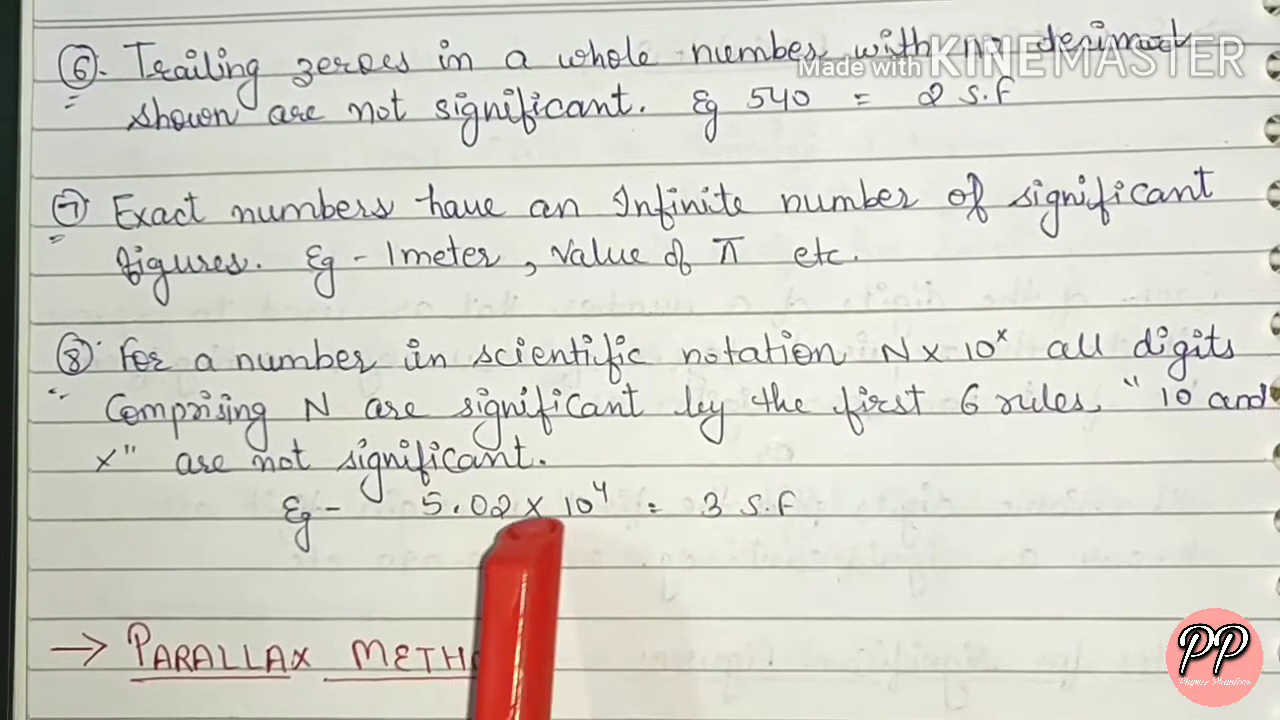 6. Trailing zeroes in a whole number with no decimal
Made with KINEMASTER
shown are not significant. Eg 540 = 2 S.F
7. Exact numbers have an Infinite number of significant
figures. Eg - 1meter, Value of π etc.
8. For a number in scientific notation N × 10ˣ all digits
Comprising N are significant by the first 6 rules, "10 and
x" are not significant.
Eg - 5.02 × 10⁴ = 3 S.F
→ PARALLAX METH
PP